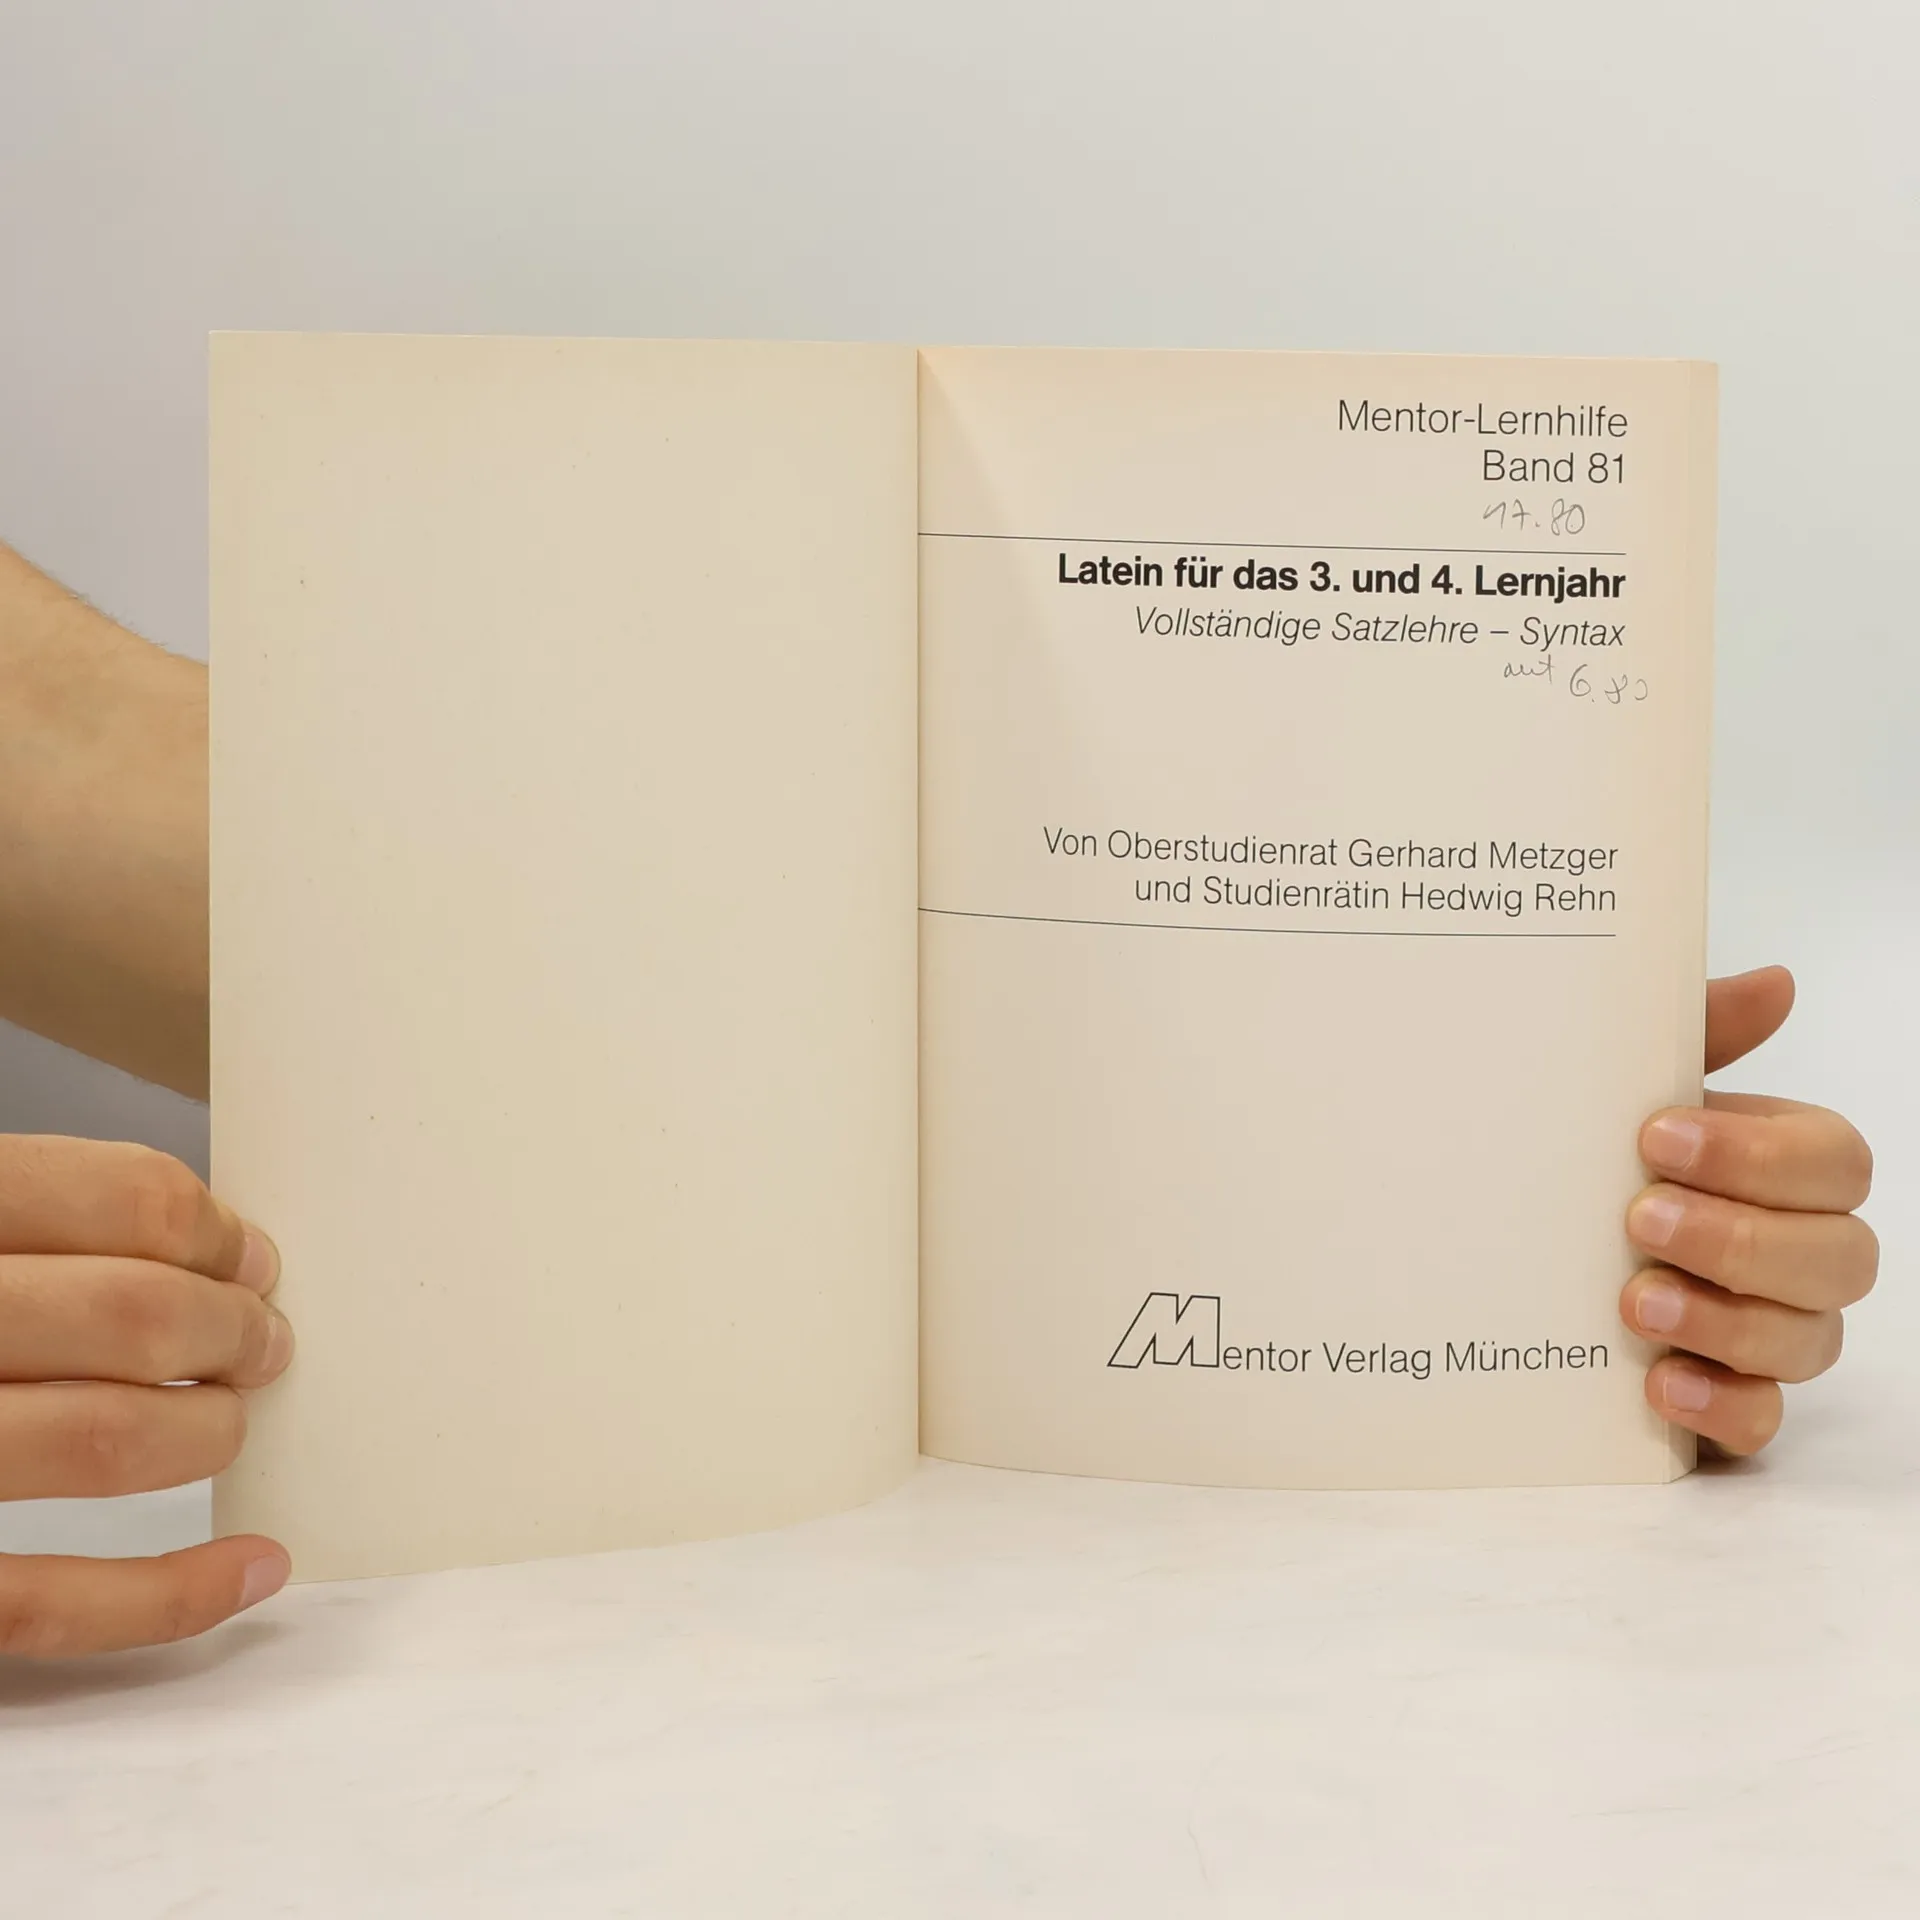 Mentor-Lernhilfe
Band 81
17.80
Latein für das 3. und 4. Lernjahr
Vollständige Satzlehre – Syntax
ant 6.80
Von Oberstudienrat Gerhard Metzger
und Studienrätin Hedwig Rehn
Mentor Verlag München